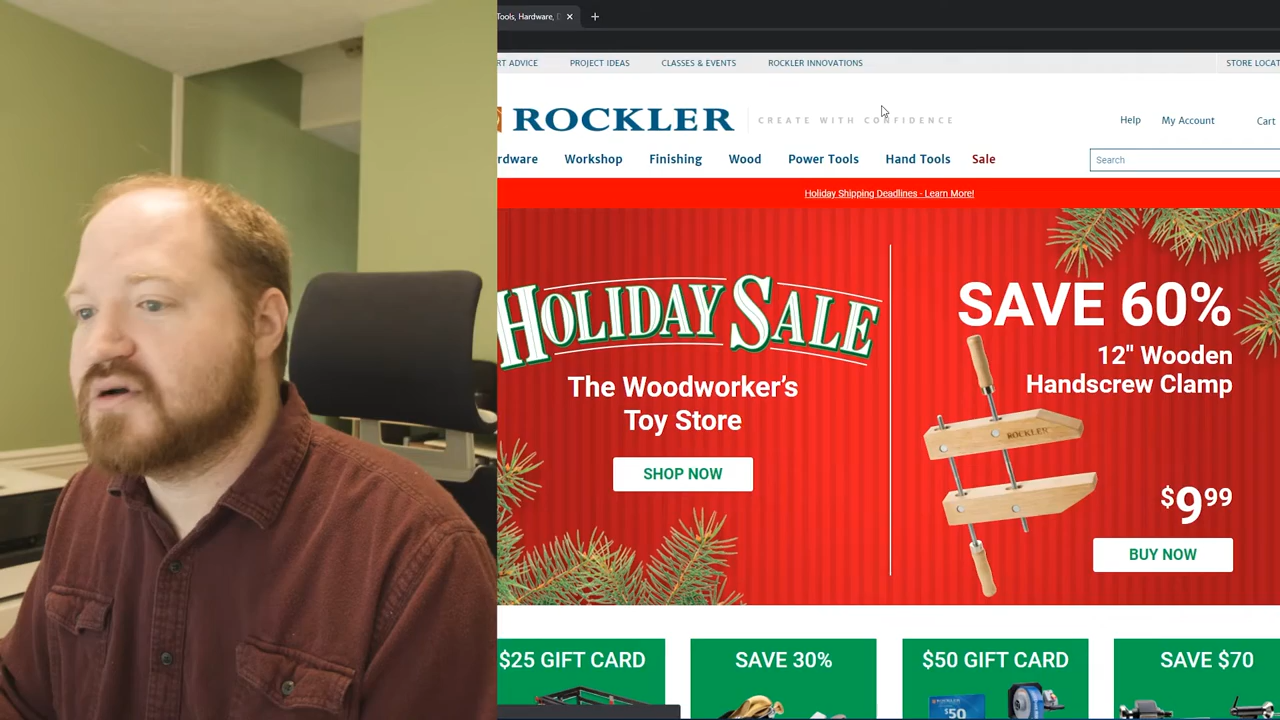 Tools, Hardware,
RT ADVICE PROJECT IDEAS CLASSES & EVENTS ROCKLER INNOVATIONS STORE LOCAT
ROCKLER CREATE WITH CONFIDENCE
Help My Account Cart
rdware Workshop Finishing Wood Power Tools Hand Tools Sale
Search
Holiday Shipping Deadlines - Learn More!
HOLIDAY SALE
The Woodworker's
Toy Store
SHOP NOW
SAVE 60%
12" Wooden
Handscrew Clamp
ROCKLER
$9 99
BUY NOW
$25 GIFT CARD SAVE 30% $50 GIFT CARD SAVE $70
$50